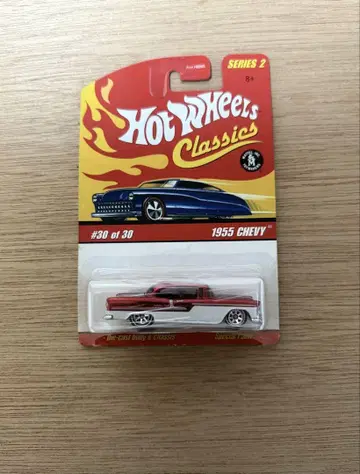 SERIES 2
8+
Hot Wheels
Classics
#30 of 30
1955 CHEVY